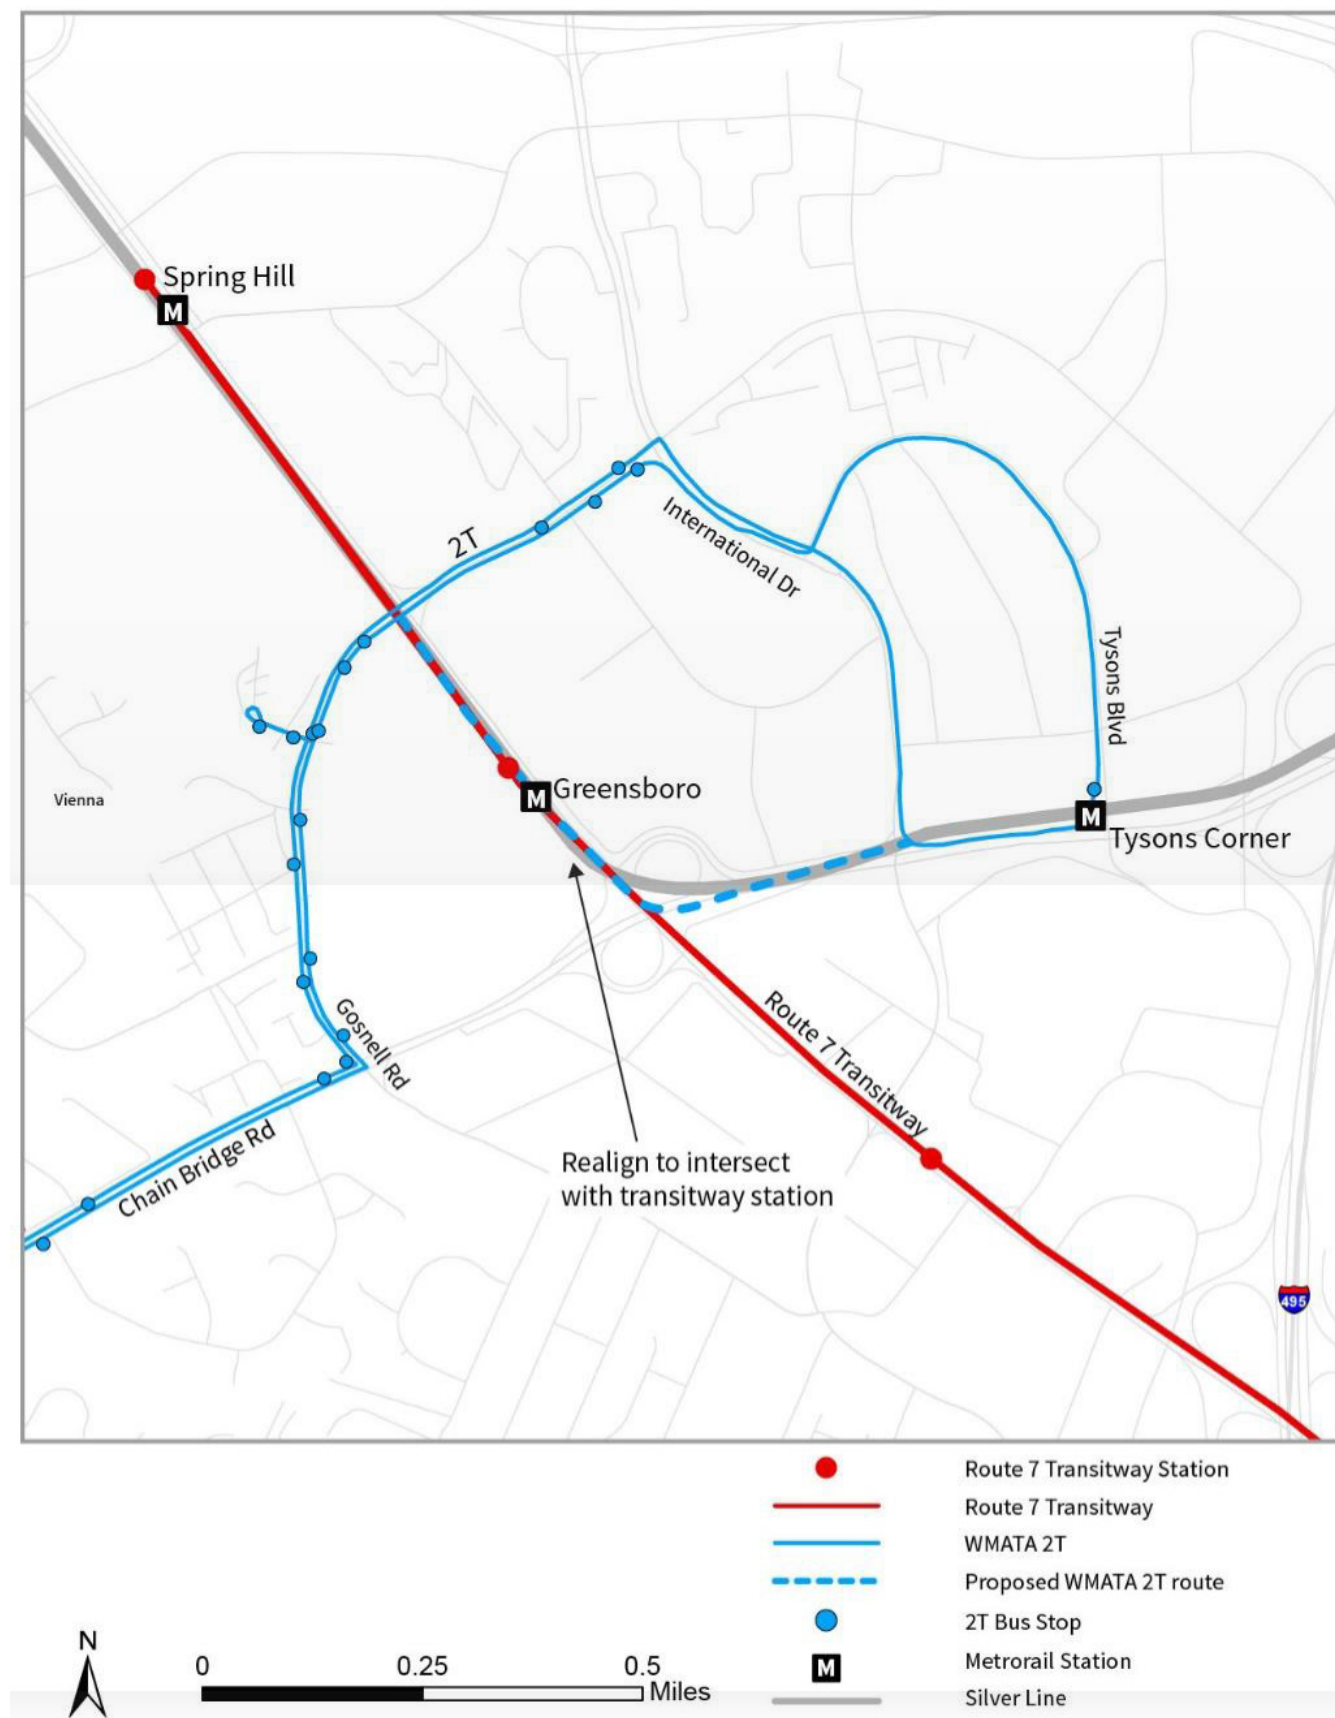 Spring Hill
M
2T
International Dr
Tysons Blvd
Vienna
M
Greensboro
M
Tysons Corner
Gosnell Rd
Route 7 Transitway
Chain Bridge Rd
Realign to intersect
with transitway station
495
Route 7 Transitway Station
Route 7 Transitway
WMATA 2T
Proposed WMATA 2T route
2T Bus Stop
M
Metrorail Station
Silver Line
N
0
0.25
0.5
Miles